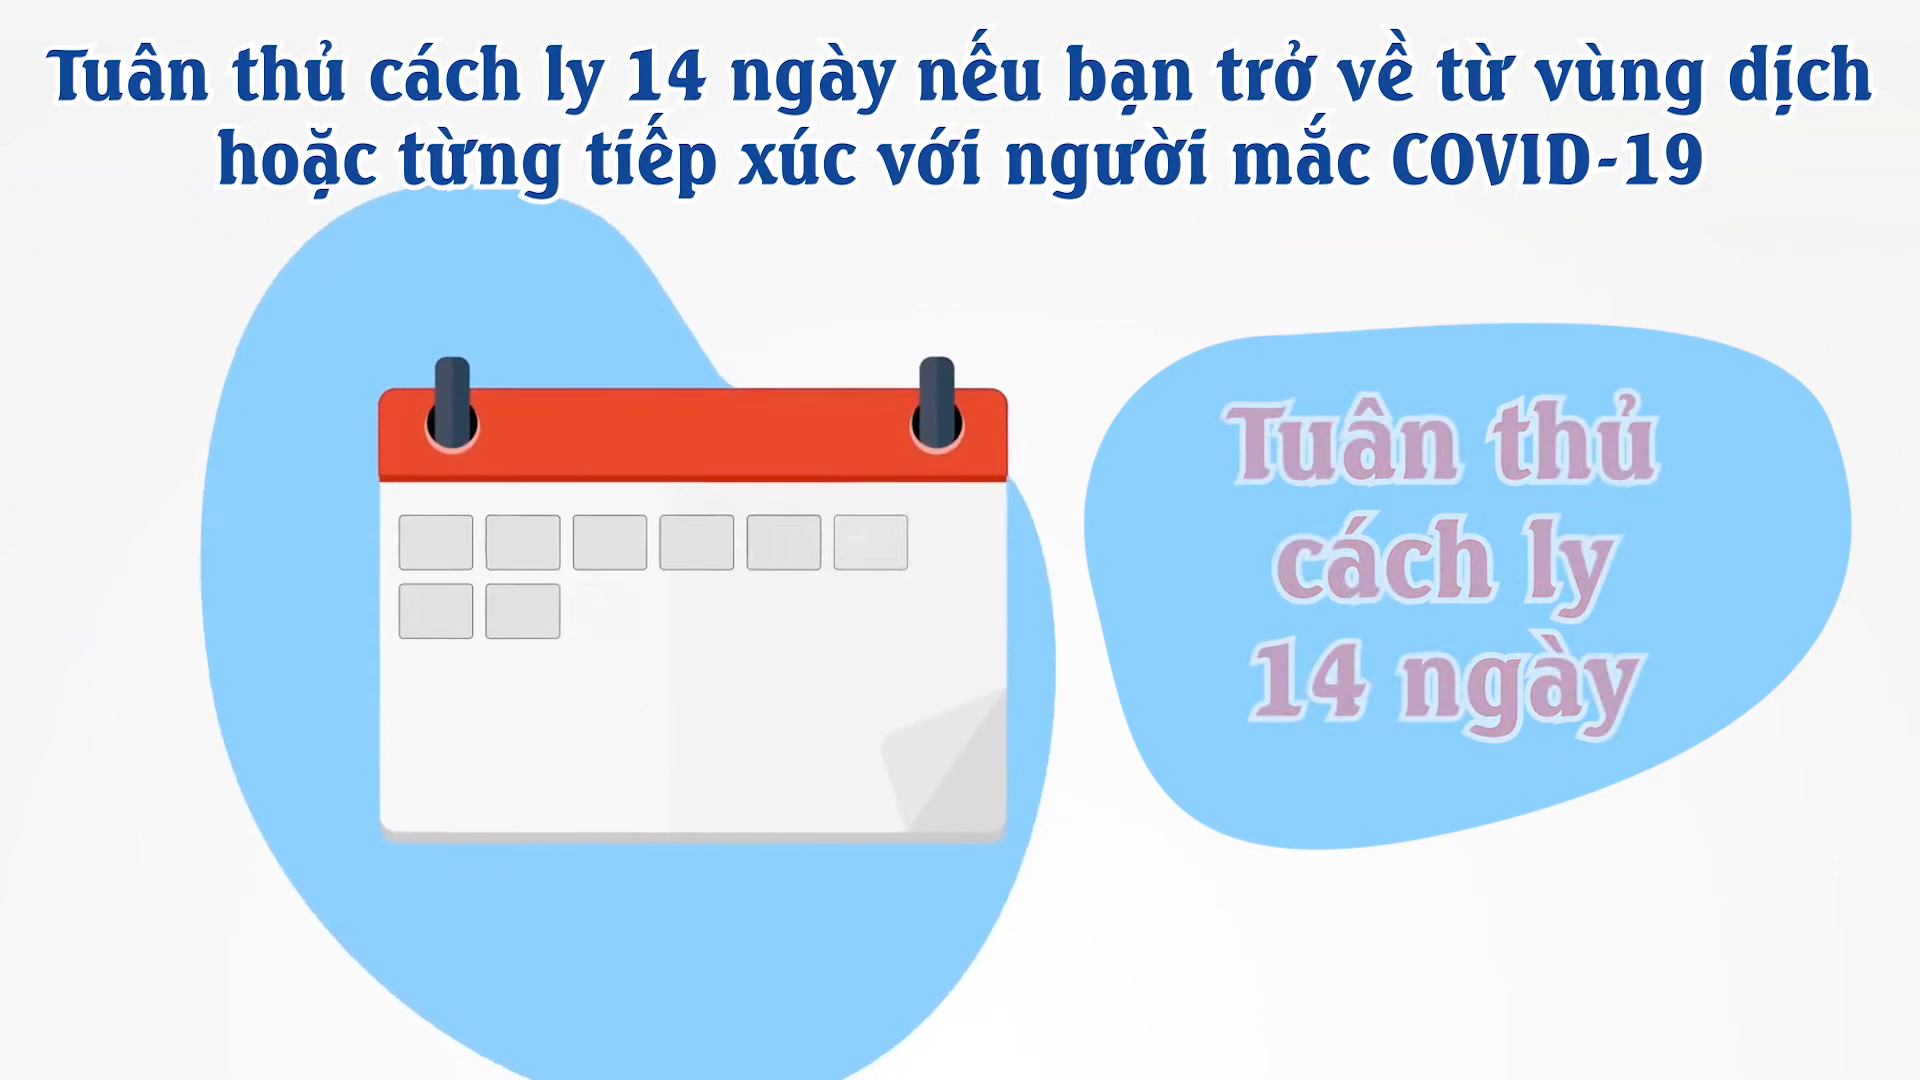 Tuân thủ cách ly 14 ngày nếu bạn trở về từ vùng dịch
hoặc từng tiếp xúc với người mắc COVID-19
Tuân thủ
cách ly
14 ngày